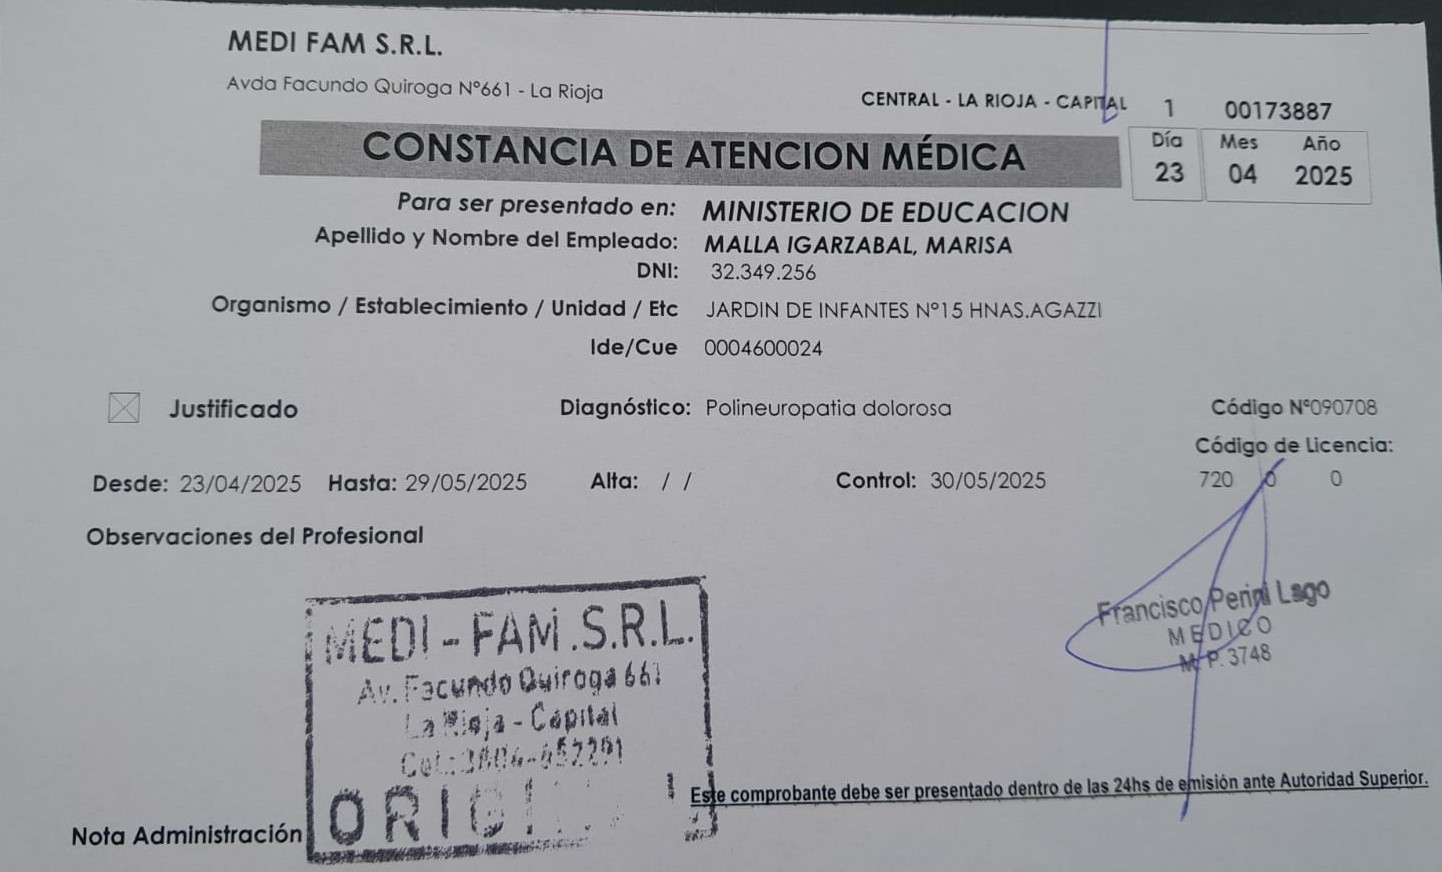 MEDI FAM S.R.L.
Avda Facundo Quiroga N°661 - La Rioja
CENTRAL - LA RIOJA - CAPITAL 1 00173887
CONSTANCIA DE ATENCION MÉDICA
Día Mes Año
23 04 2025
Para ser presentado en: MINISTERIO DE EDUCACION
Apellido y Nombre del Empleado: MALLA IGARZABAL, MARISA
DNI: 32.349.256
Organismo / Establecimiento / Unidad / Etc JARDIN DE INFANTES N°15 HNAS.AGAZZI
Ide/Cue 0004600024
Justificado Diagnóstico: Polineuropatia dolorosa Código N°090708
Código de Licencia:
Desde: 23/04/2025 Hasta: 29/05/2025 Alta: / / Control: 30/05/2025 720 0 0
Observaciones del Profesional
MEDI-FAM.S.R.L.
Av. Facundo Quiroga 661
La Rioja - Capital
Francisco Lago
MEDICO
M.P. 3748
Este comprobante debe ser presentado dentro de las 24hs de emisión ante Autoridad Superior.
Nota Administración